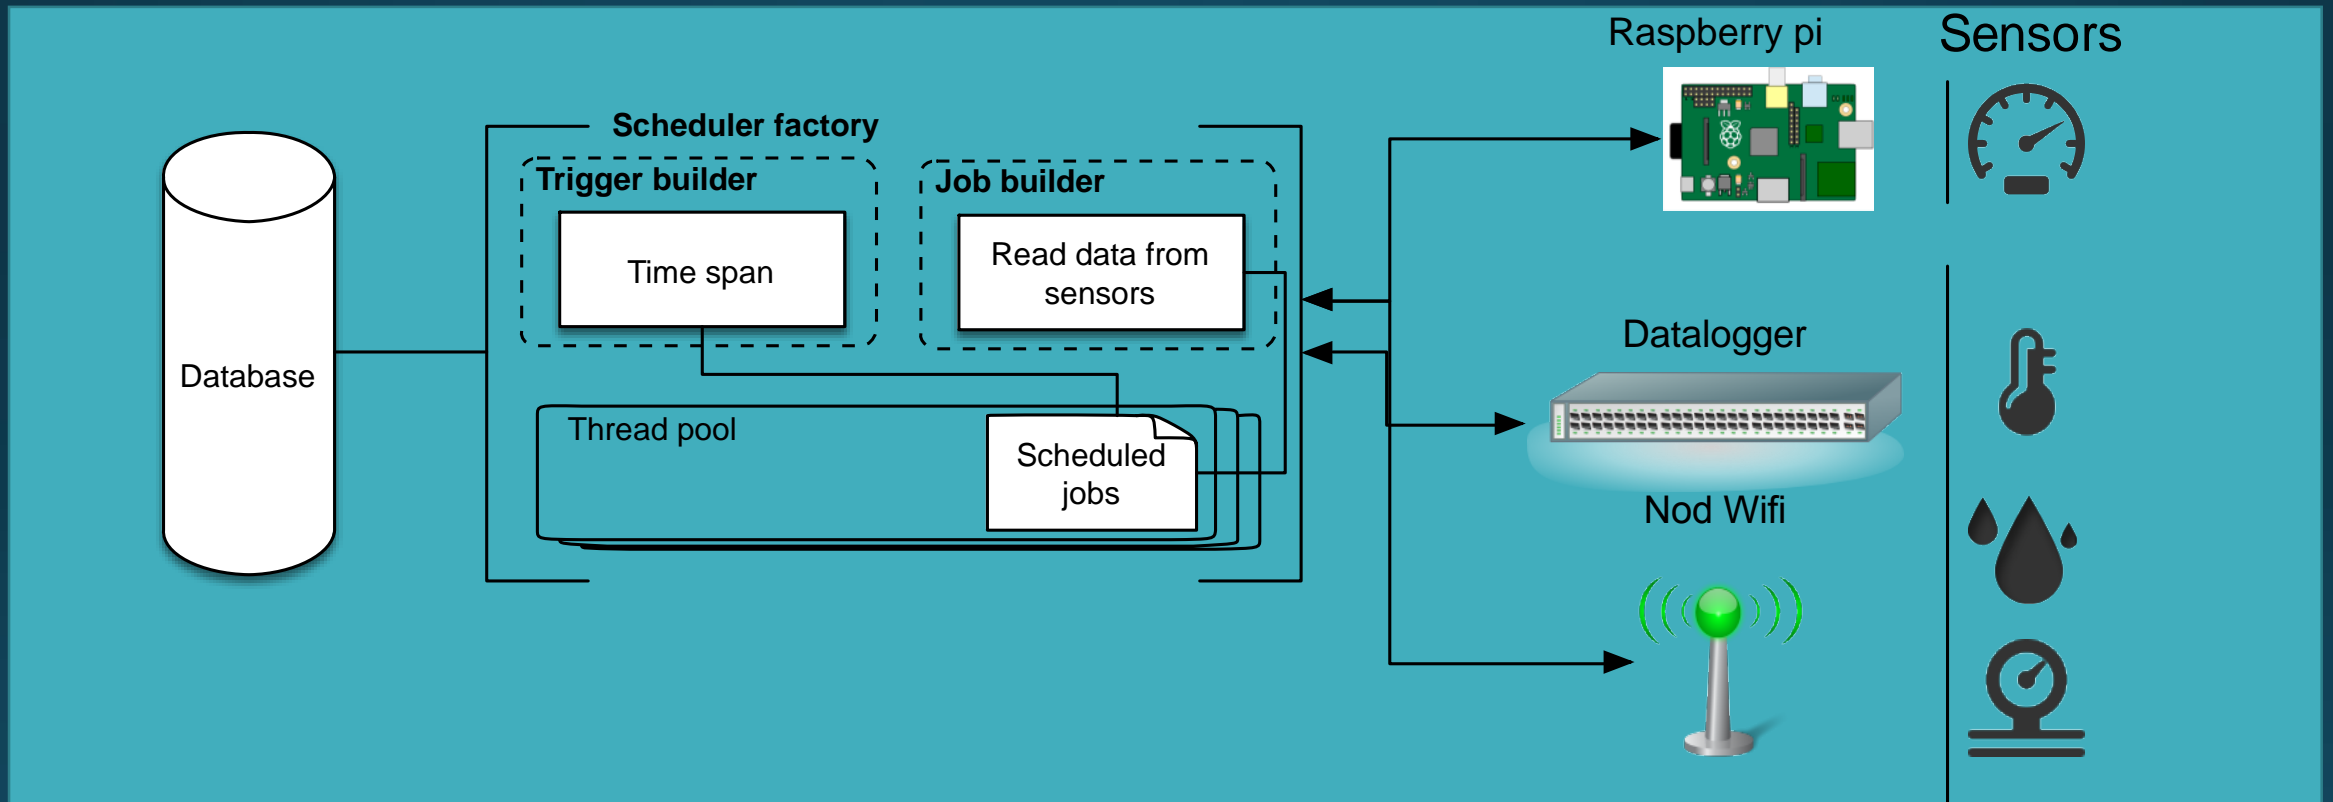 Raspberry pi
Sensors
Scheduler factory
Trigger builder
Job builder
Time span
Read data from
sensors
Database
Datalogger
Thread pool
Scheduled
jobs
Nod Wifi